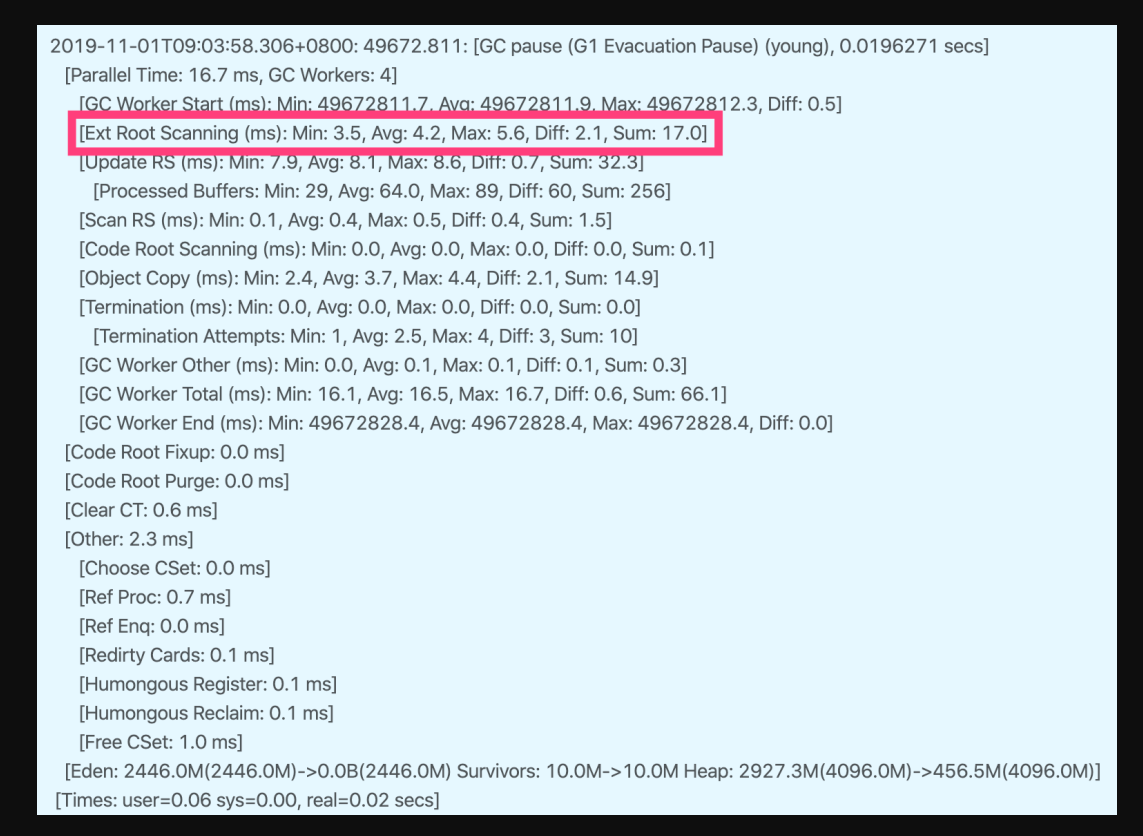 2019-11-01T09:03:58.306+0800: 49672.811: [GC pause (G1 Evacuation Pause) (young), 0.0196271 secs]
[Parallel Time: 16.7 ms, GC Workers: 4]
[GC Worker Start (ms): Min: 49672811.7, Avg: 49672811.9, Max: 49672812.3, Diff: 0.5]
[Ext Root Scanning (ms): Min: 3.5, Avg: 4.2, Max: 5.6, Diff: 2.1, Sum: 17.0]
[Update RS (ms): Min: 7.9, Avg: 8.1, Max: 8.6, Diff: 0.7, Sum: 32.3]
[Processed Buffers: Min: 29, Avg: 64.0, Max: 89, Diff: 60, Sum: 256]
[Scan RS (ms): Min: 0.1, Avg: 0.4, Max: 0.5, Diff: 0.4, Sum: 1.5]
[Code Root Scanning (ms): Min: 0.0, Avg: 0.0, Max: 0.0, Diff: 0.0, Sum: 0.1]
[Object Copy (ms): Min: 2.4, Avg: 3.7, Max: 4.4, Diff: 2.1, Sum: 14.9]
[Termination (ms): Min: 0.0, Avg: 0.0, Max: 0.0, Diff: 0.0, Sum: 0.0]
[Termination Attempts: Min: 1, Avg: 2.5, Max: 4, Diff: 3, Sum: 10]
[GC Worker Other (ms): Min: 0.0, Avg: 0.1, Max: 0.1, Diff: 0.1, Sum: 0.3]
[GC Worker Total (ms): Min: 16.1, Avg: 16.5, Max: 16.7, Diff: 0.6, Sum: 66.1]
[GC Worker End (ms): Min: 49672828.4, Avg: 49672828.4, Max: 49672828.4, Diff: 0.0]
[Code Root Fixup: 0.0 ms]
[Code Root Purge: 0.0 ms]
[Clear CT: 0.6 ms]
[Other: 2.3 ms]
[Choose CSet: 0.0 ms]
[Ref Proc: 0.7 ms]
[Ref Enq: 0.0 ms]
[Redirty Cards: 0.1 ms]
[Humongous Register: 0.1 ms]
[Humongous Reclaim: 0.1 ms]
[Free CSet: 1.0 ms]
[Eden: 2446.0M(2446.0M)->0.0B(2446.0M) Survivors: 10.0M->10.0M Heap: 2927.3M(4096.0M)->456.5M(4096.0M)]
[Times: user=0.06 sys=0.00, real=0.02 secs]